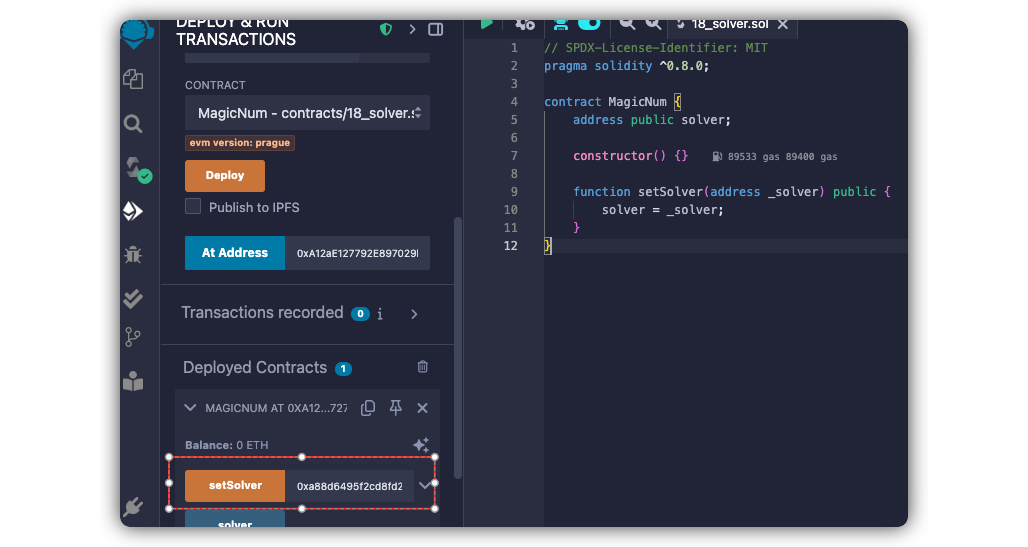 DEPLOY & RUN
TRANSACTIONS
CONTRACT
MagicNum - contracts/18_solver.s
evm version: prague
Deploy
Publish to IPFS
At Address 0xA12aE127792E897029
Transactions recorded 0 i
Deployed Contracts 1
MAGICNUM AT 0XA12...727
Balance: 0 ETH
setSolver 0xa88d6495f2cd8fd2
solver
18_solver.sol
1 // SPDX-License-Identifier: MIT
2 pragma solidity ^0.8.0;
3
4 contract MagicNum {
5 address public solver;
6
7 constructor() {} 89533 gas 89400 gas
8
9 function setSolver(address _solver) public {
10 solver = _solver;
11 }
12 }